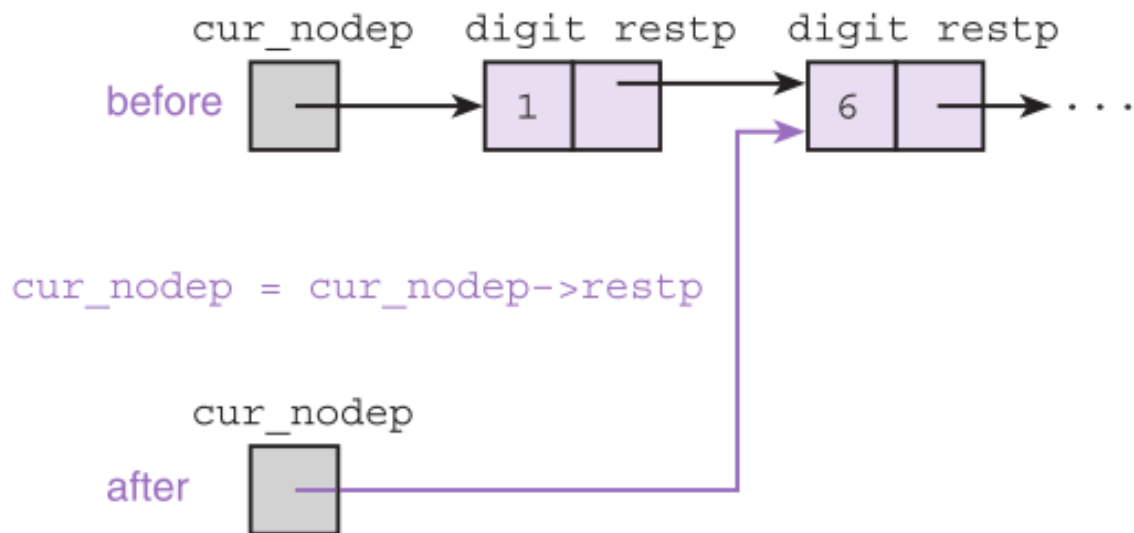 cur_nodep digit restp digit restp
before 1 6 ...
cur_nodep = cur_nodep->restp
cur_nodep
after